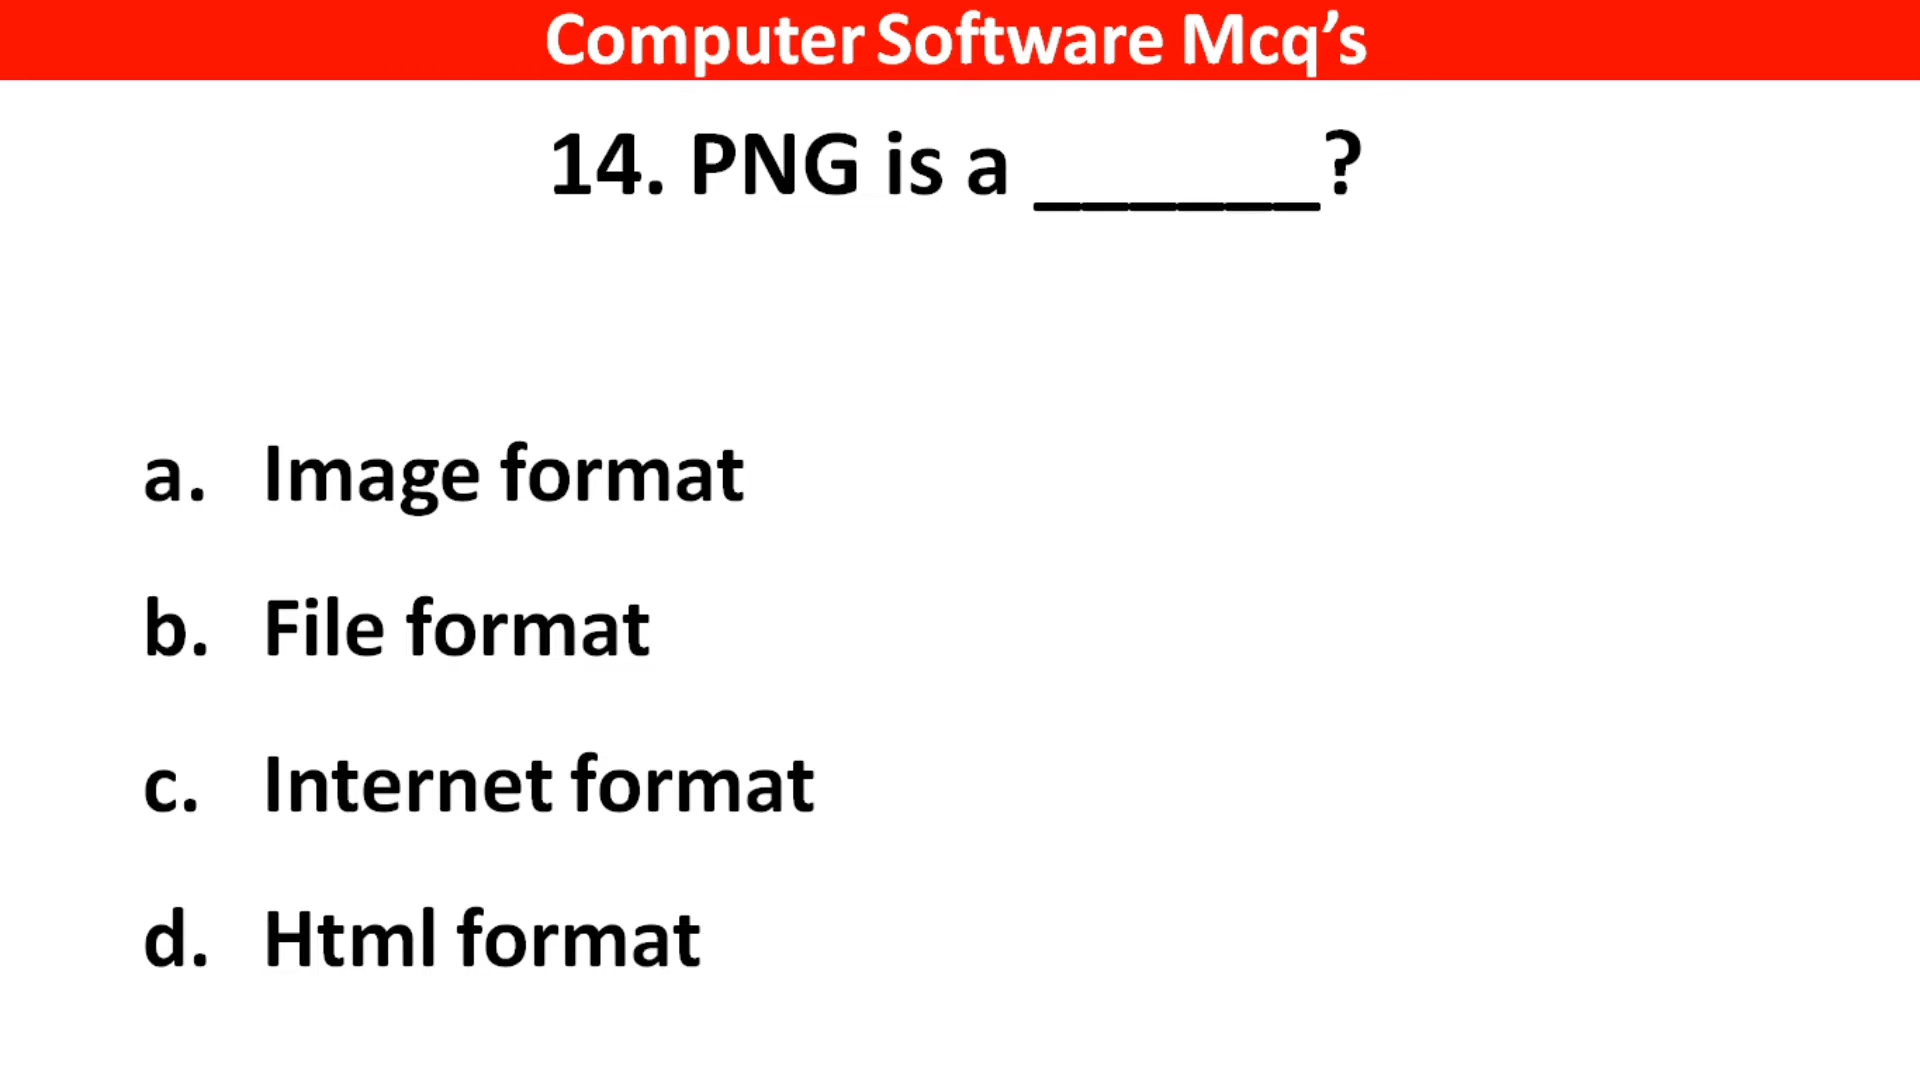 Computer Software Mcq’s
14. PNG is a ______?
a. Image format
b. File format
c. Internet format
d. Html format